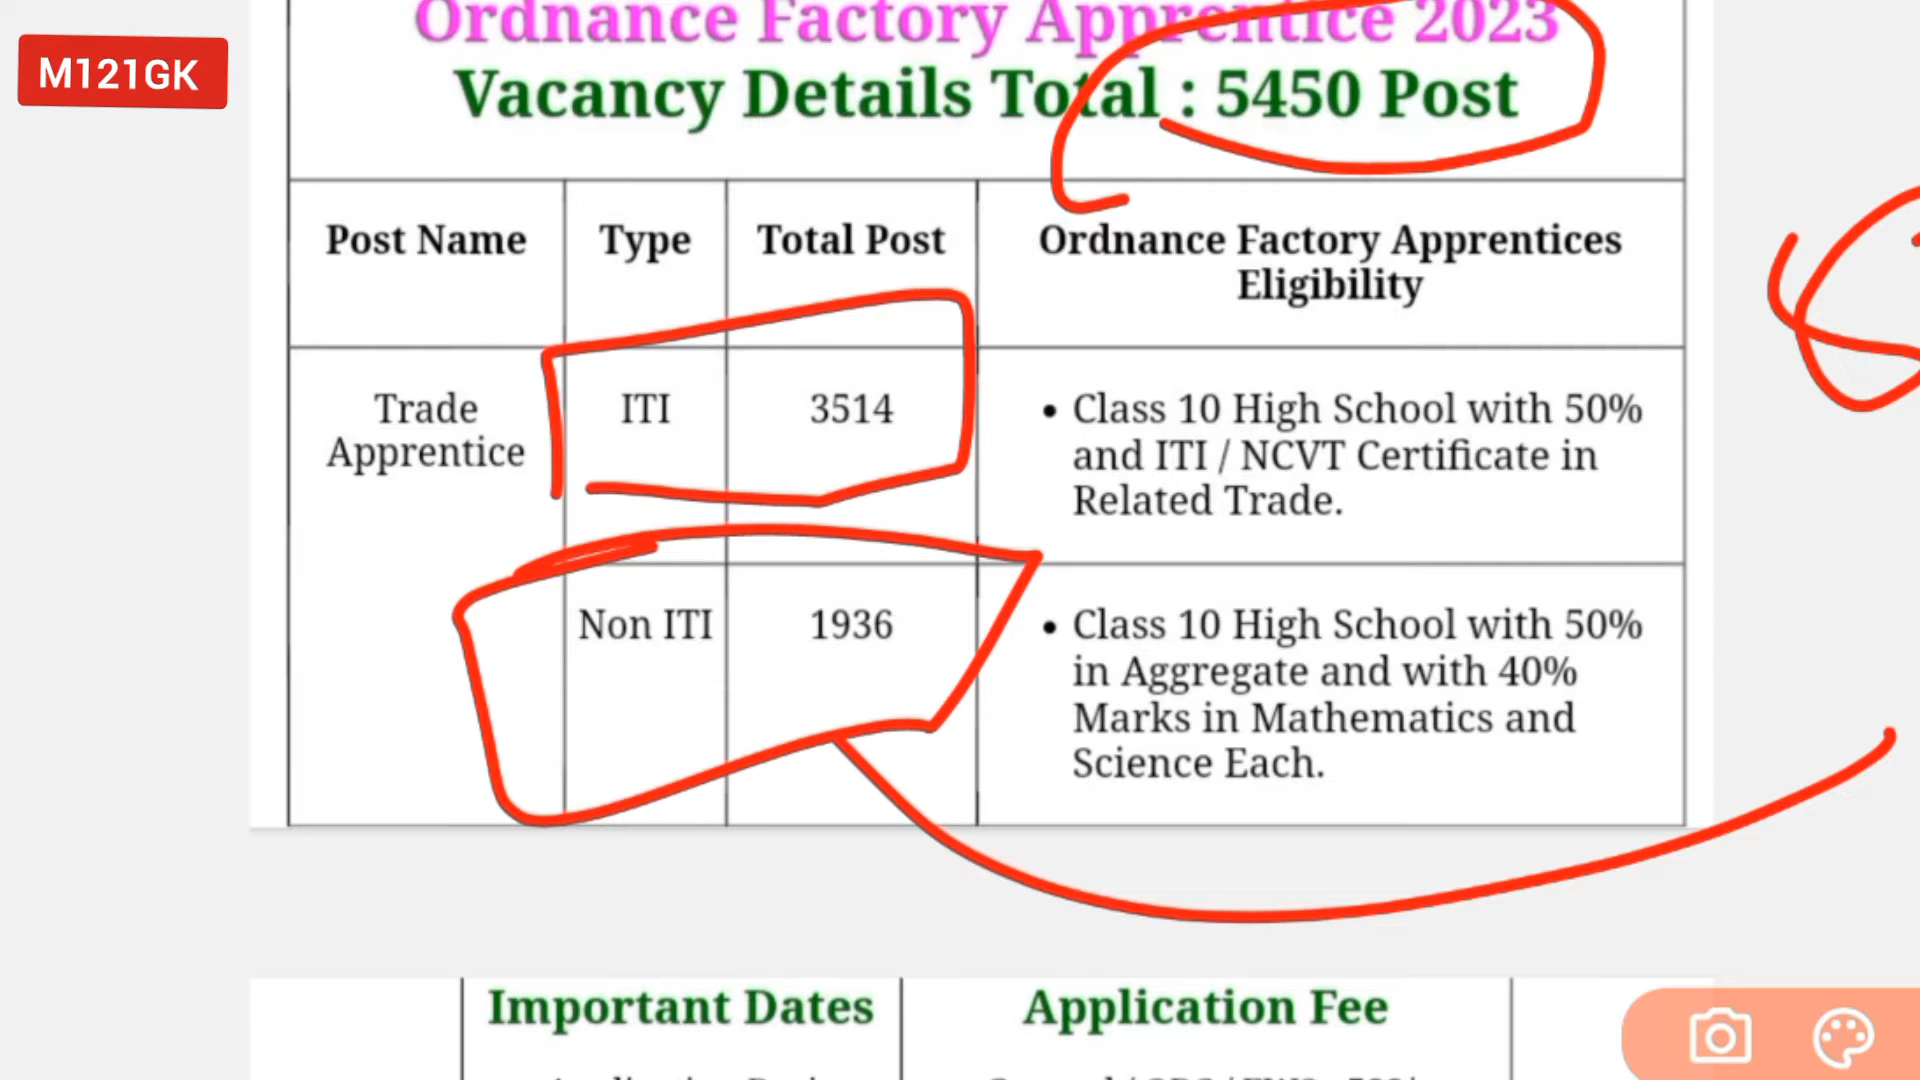 M121GK
Ordnance Factory Apprentice 2023
Vacancy Details Total : 5450 Post
Post Name
Type
Total Post
Ordnance Factory Apprentices
Eligibility
Trade
Apprentice
ITI
3514
• Class 10 High School with 50%
and ITI / NCVT Certificate in
Related Trade.
Non ITI
1936
• Class 10 High School with 50%
in Aggregate and with 40%
Marks in Mathematics and
Science Each.
Important Dates
Application Fee